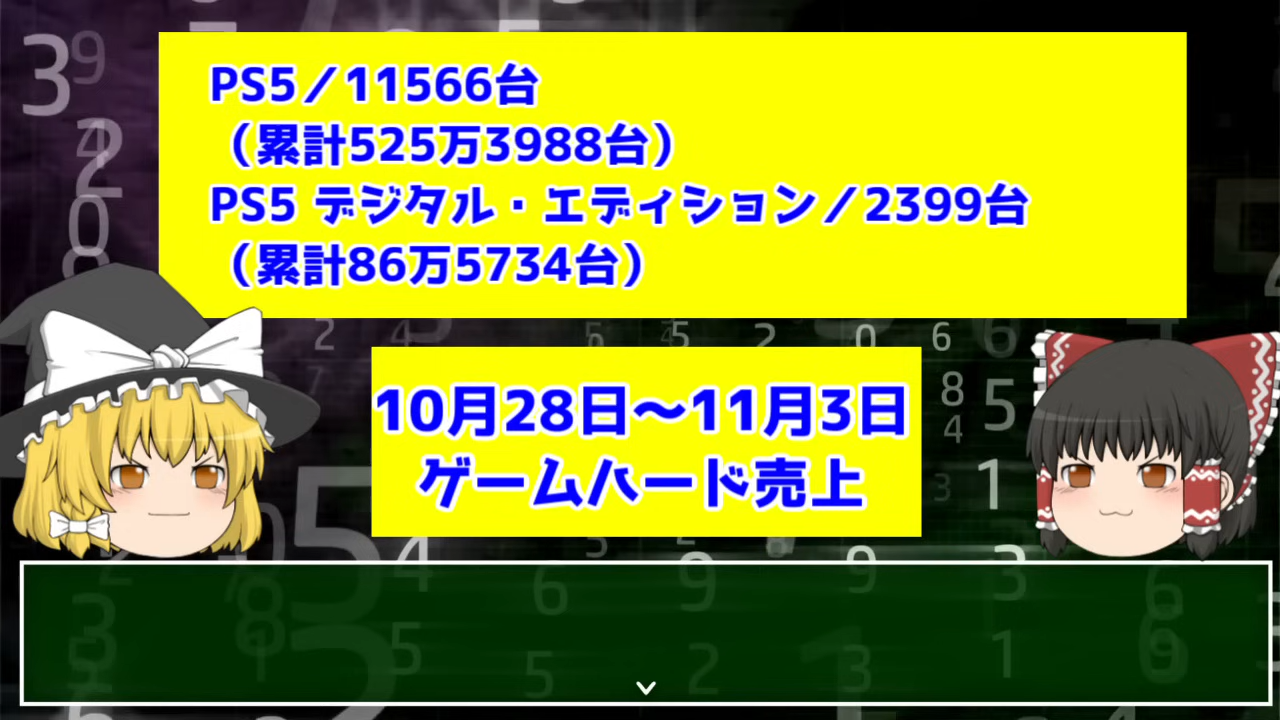 PS5／11566台
（累計525万3988台）
PS5 デジタル・エディション／2399台
（累計86万5734台）
10月28日～11月3日
ゲームハード売上